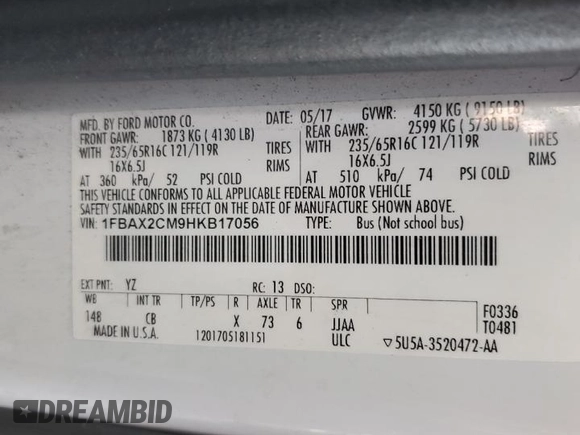 MFD. BY FORD MOTOR CO. DATE: 05/17 GVWR: 4150 KG ( 9150 LB)
FRONT GAWR: 1873 KG ( 4130 LB) REAR GAWR: 2599 KG ( 5730 LB)
WITH 235/65R16C 121/119R TIRES WITH 235/65R16C 121/119R TIRES
16X6.5J RIMS 16X6.5J RIMS
AT 360 kPa/ 52 PSI COLD AT 510 kPa/ 74 PSI COLD
THIS VEHICLE CONFORMS TO ALL APPLICABLE FEDERAL MOTOR VEHICLE
SAFETY STANDARDS IN EFFECT ON THE DATE OF MANUFACTURE SHOWN ABOVE.
VIN: 1FBAX2CM9HKB17056 TYPE: Bus (Not school bus)
EXT PNT: YZ RC: 13 DSO:
WB INT TR TP/PS R AXLE TR SPR F0336
148 CB X 73 6 JJAA T0481
MADE IN U.S.A. 1201705181151 ULC 5U5A-3520472-AA
DREAMBID